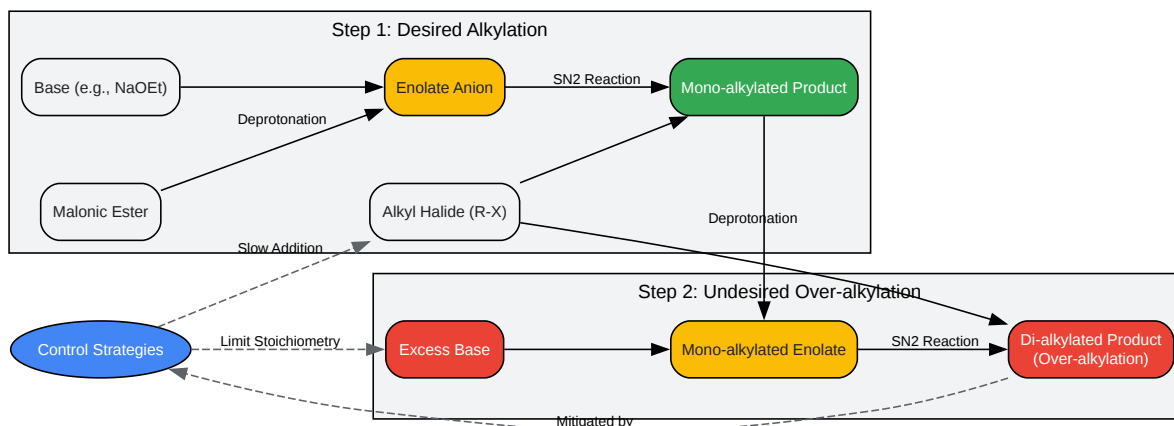 Step 1: Desired Alkylation
Base (e.g., NaOEt)
Enolate Anion
SN2 Reaction
Mono-alkylated Product
Deprotonation
Malonic Ester
Alkyl Halide (R-X)
Deprotonation
Slow Addition
Step 2: Undesired Over-alkylation
Control Strategies
Limit Stoichiometry
Excess Base
Mono-alkylated Enolate
SN2 Reaction
Di-alkylated Product
(Over-alkylation)
Mitigated by